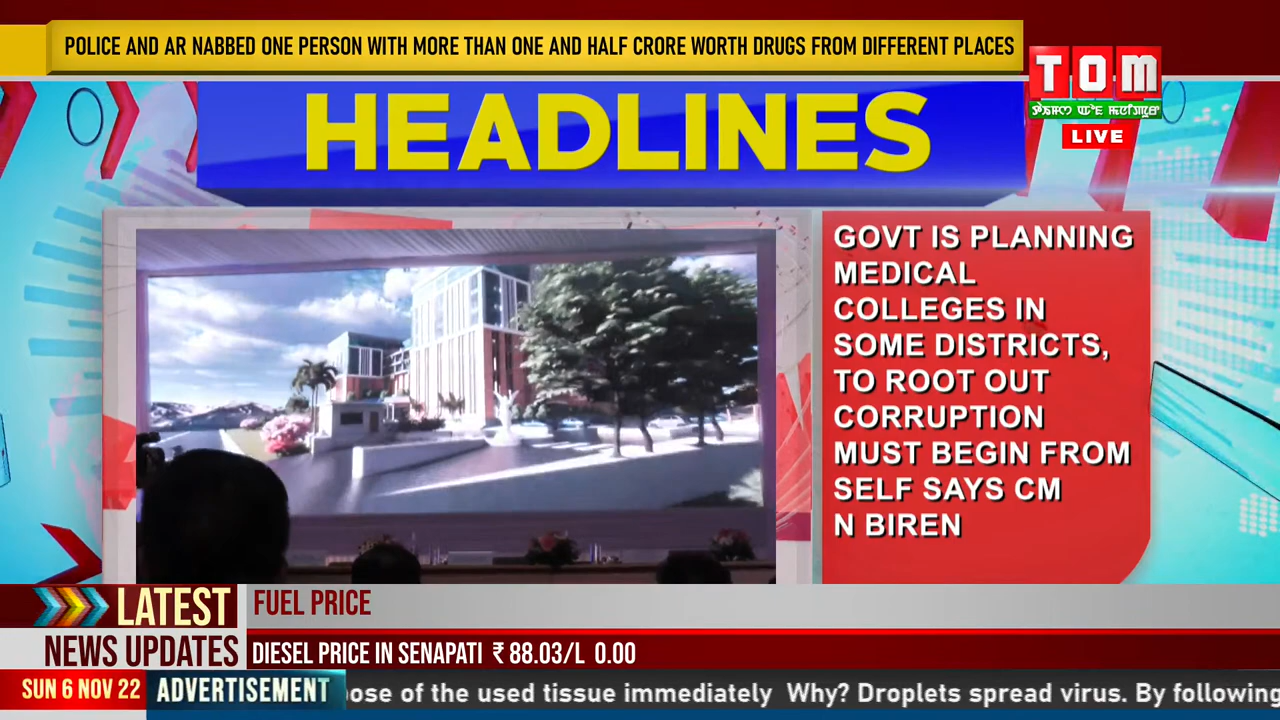 POLICE AND AR NABBED ONE PERSON WITH MORE THAN ONE AND HALF CRORE WORTH DRUGS FROM DIFFERENT PLACES
TOM
LIVE
HEADLINES
GOVT IS PLANNING
MEDICAL
COLLEGES IN
SOME DISTRICTS,
TO ROOT OUT
CORRUPTION
MUST BEGIN FROM
SELF SAYS CM
N BIREN
LATEST
NEWS UPDATES
FUEL PRICE
DIESEL PRICE IN SENAPATI ₹ 88.03/L 0.00
SUN 6 NOV 22
ADVERTISEMENT
of the used tissue immediately Why? Droplets spread virus. By following